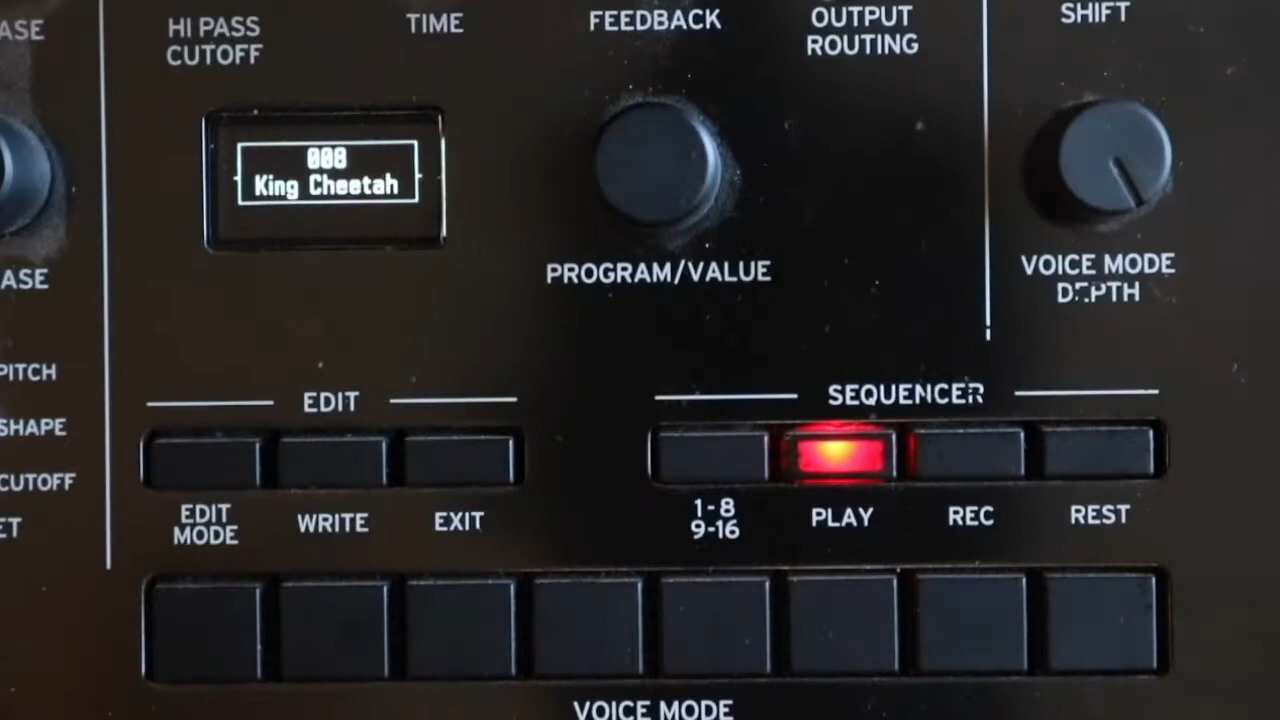 ASE
HI PASS
CUTOFF
TIME
FEEDBACK
OUTPUT
ROUTING
SHIFT
008
King Cheetah
ASE
PROGRAM/VALUE
VOICE MODE
DEPTH
PITCH
SHAPE
CUTOFF
ET
EDIT
SEQUENCER
EDIT
MODE
WRITE
EXIT
1-8
9-16
PLAY
REC
REST
VOICE MODE